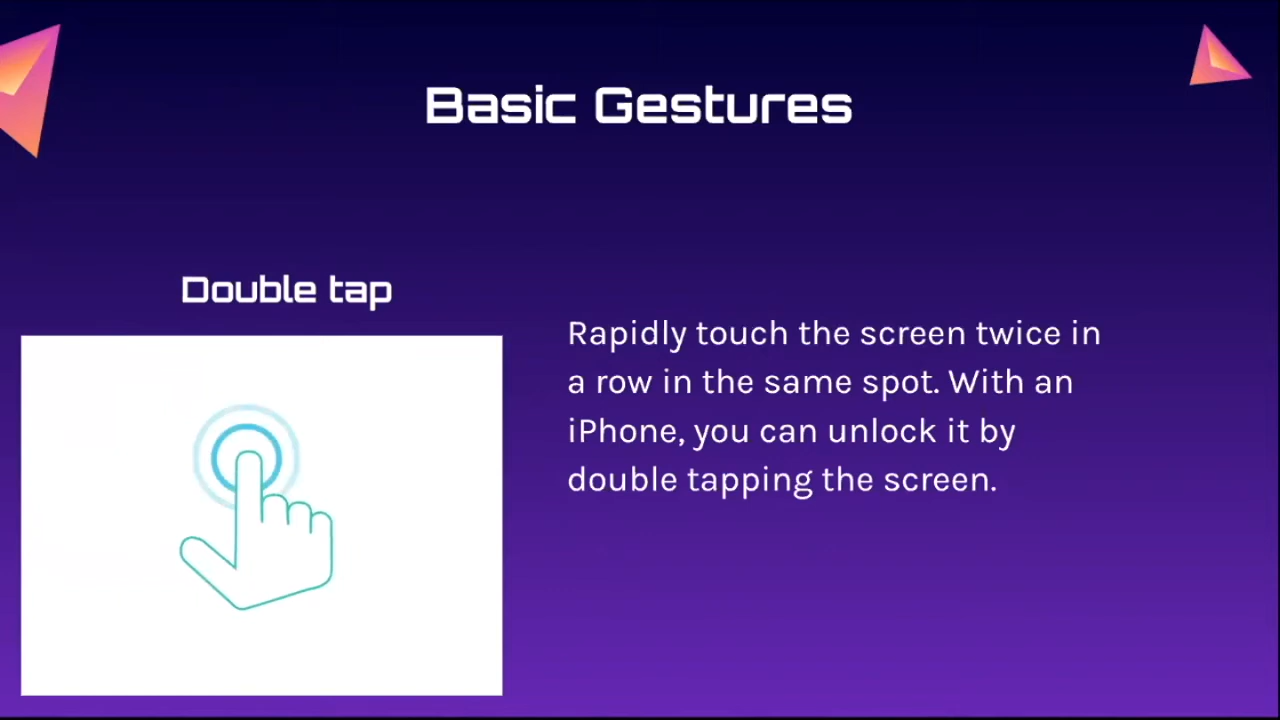 Basic Gestures
Double tap
Rapidly touch the screen twice in
a row in the same spot. With an
iPhone, you can unlock it by
double tapping the screen.